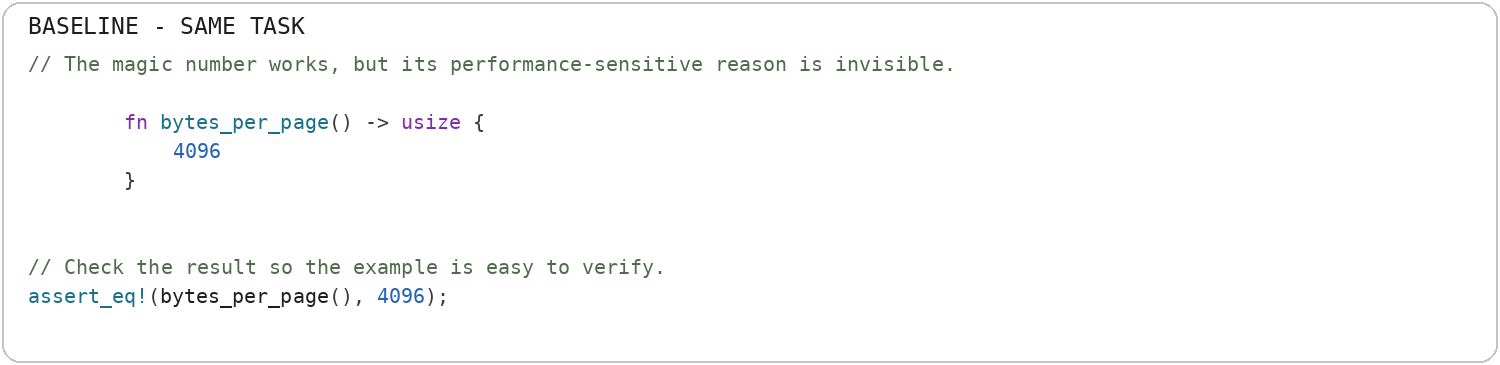 BASELINE - SAME TASK
// The magic number works, but its performance-sensitive reason is invisible.
fn bytes_per_page() -> usize {
4096
}
// Check the result so the example is easy to verify.
assert_eq!(bytes_per_page(), 4096);